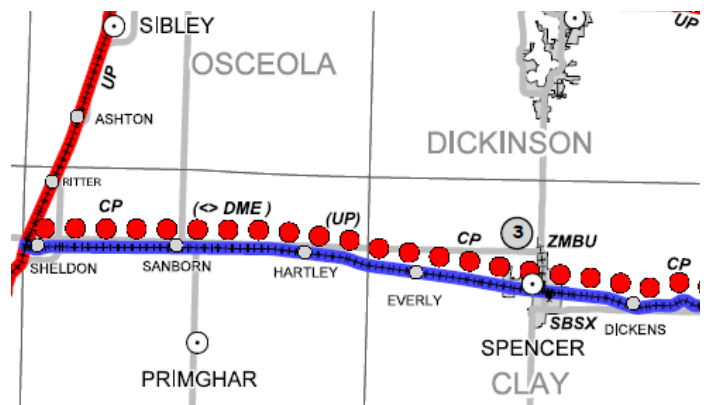 SIBLEY
UP
OSCEOLA
UP
ASHTON
DICKINSON
RITTER
CP
(<> DME )
(UP)
CP
3
ZMBU
SHELDON
SANBORN
HARTLEY
CP
EVERLY
SBSX
DICKENS
SPENCER
PRIMGHAR
CLAY